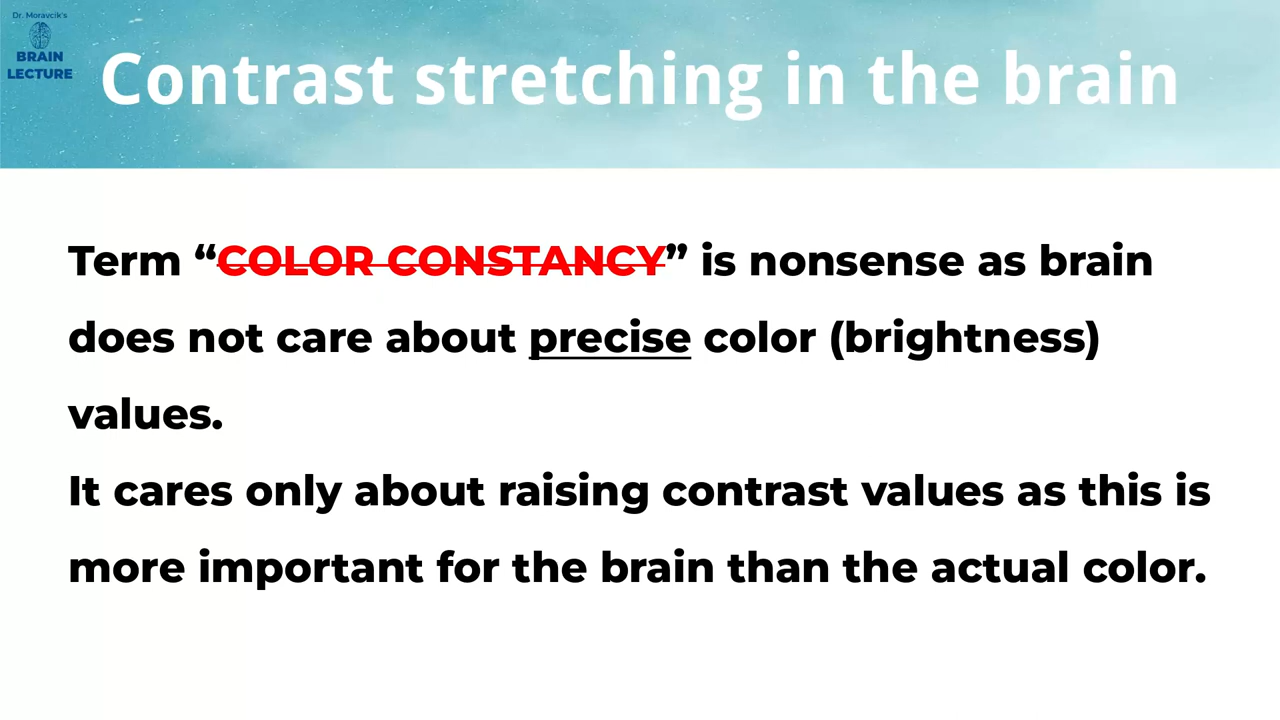 Dr. Moravcik's
BRAIN
LECTURE
Contrast stretching in the brain
Term “COLOR CONSTANCY” is nonsense as brain
does not care about precise color (brightness)
values.
It cares only about raising contrast values as this is
more important for the brain than the actual color.